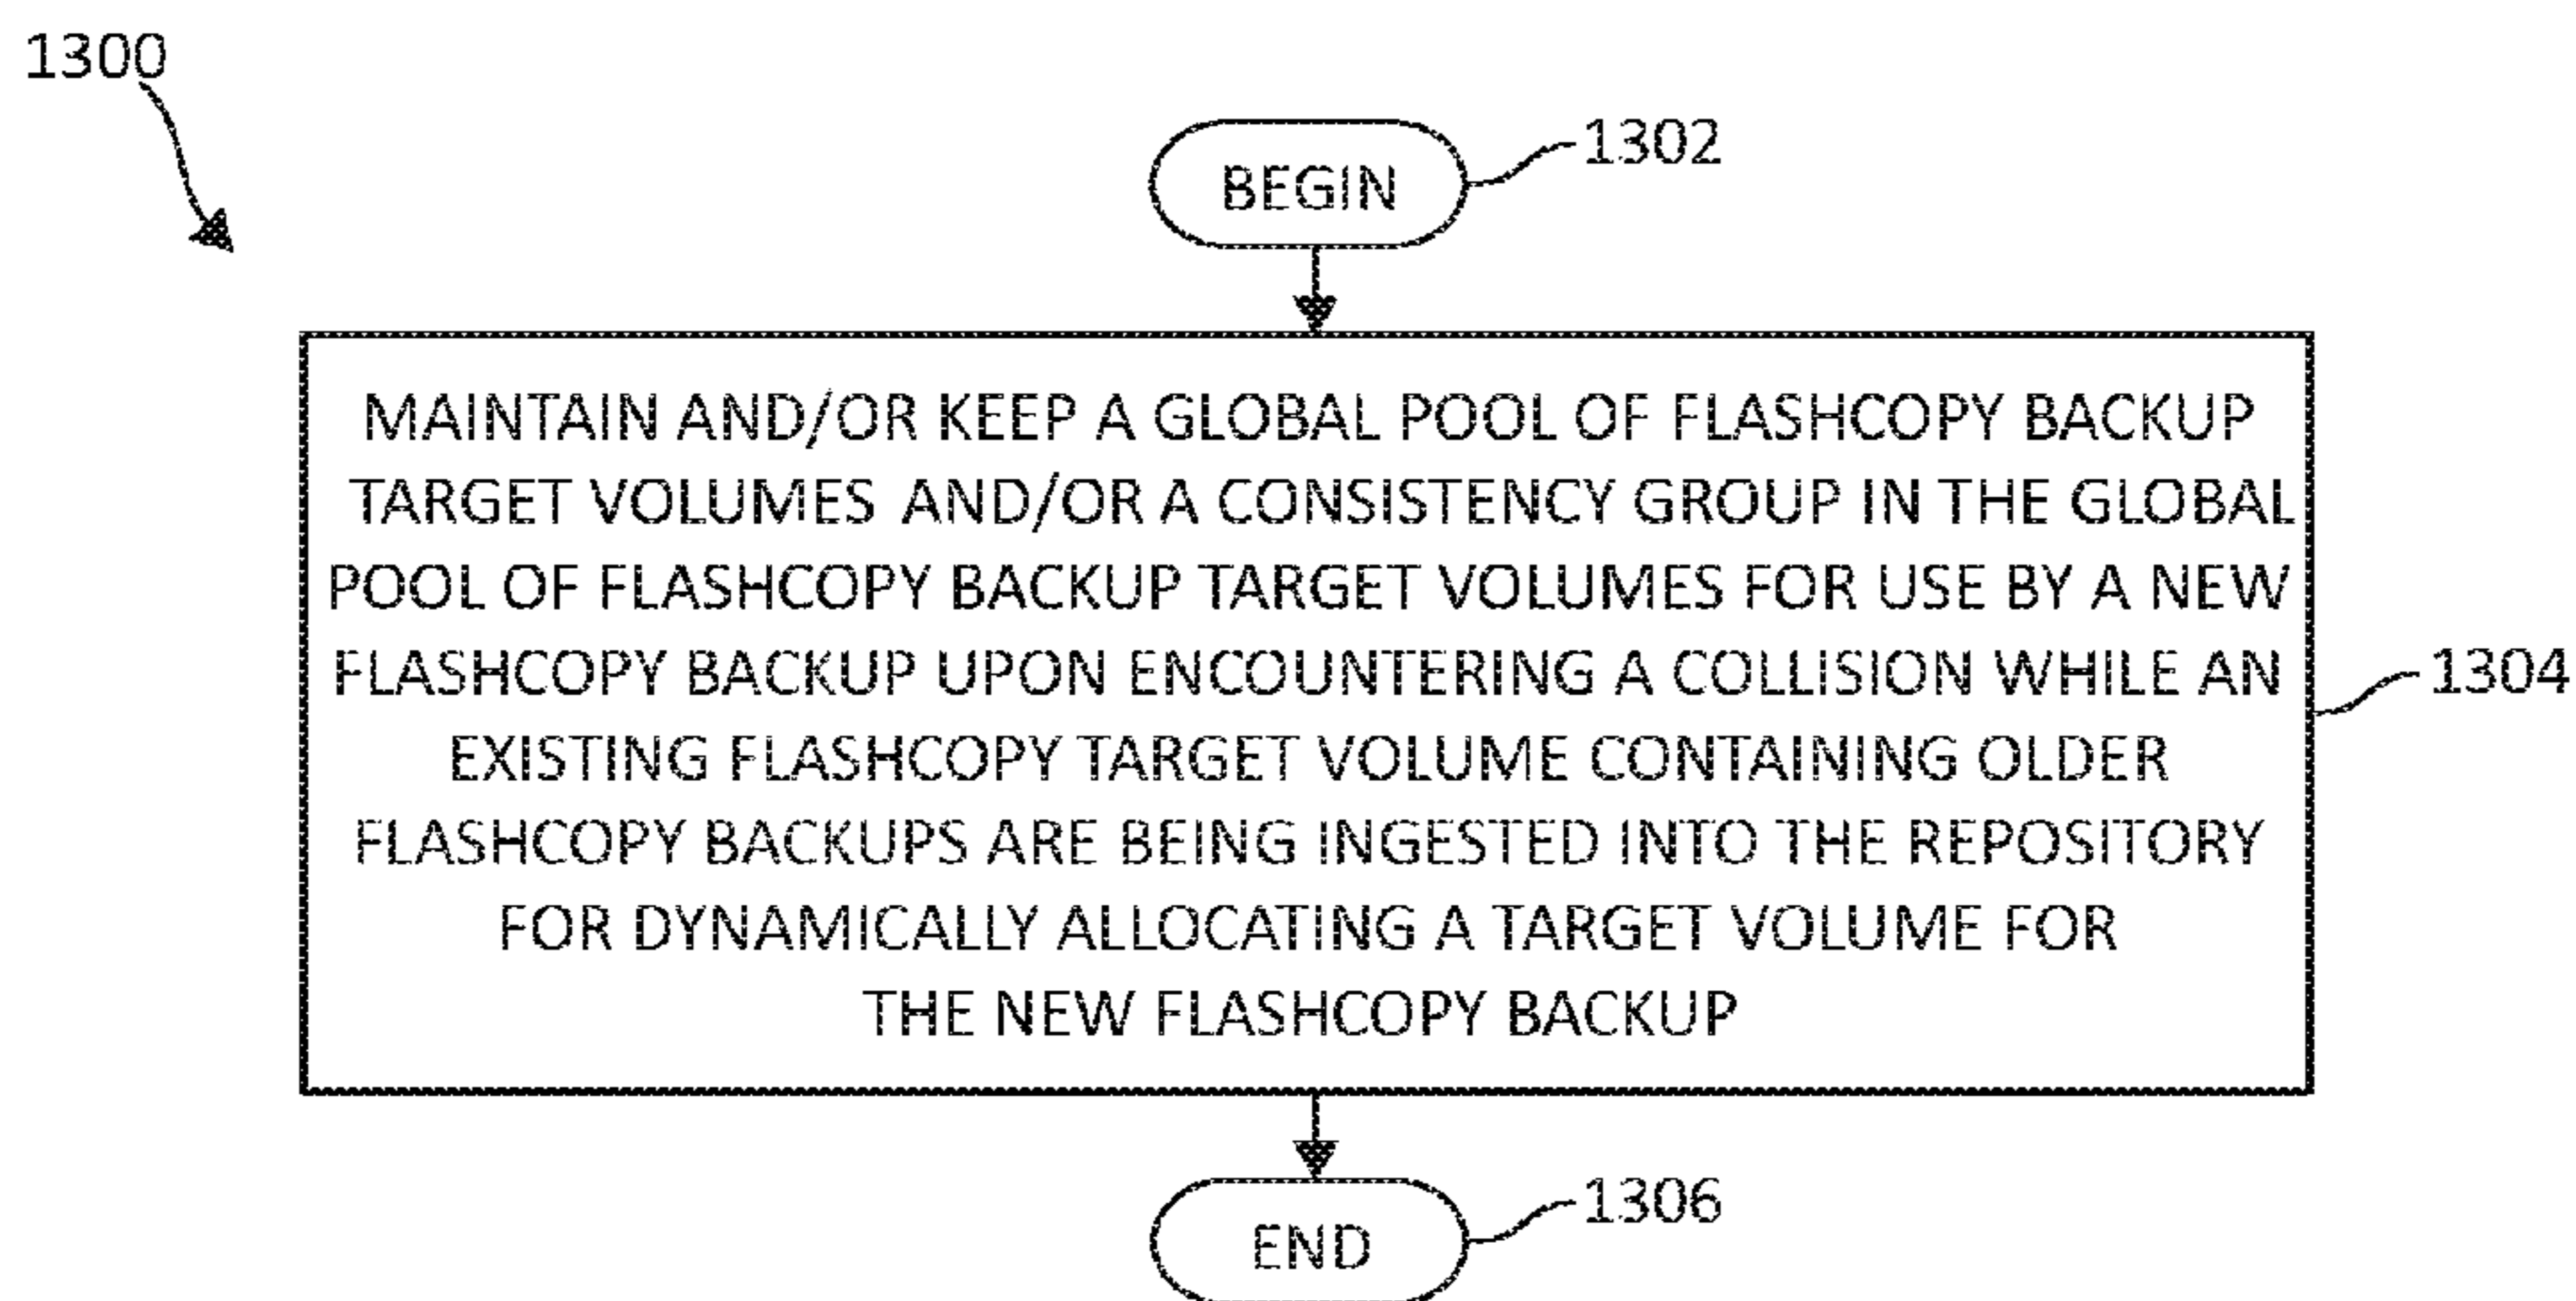 1300
BEGIN
1302
MAINTAIN AND/OR KEEP A GLOBAL POOL OF FLASHCOPY BACKUP
TARGET VOLUMES AND/OR A CONSISTENCY GROUP IN THE GLOBAL
POOL OF FLASHCOPY BACKUP TARGET VOLUMES FOR USE BY A NEW
FLASHCOPY BACKUP UPON ENCOUNTERING A COLLISION WHILE AN
EXISTING FLASHCOPY TARGET VOLUME CONTAINING OLDER
FLASHCOPY BACKUPS ARE BEING INGESTED INTO THE REPOSITORY
FOR DYNAMICALLY ALLOCATING A TARGET VOLUME FOR
THE NEW FLASHCOPY BACKUP
1304
END
1306